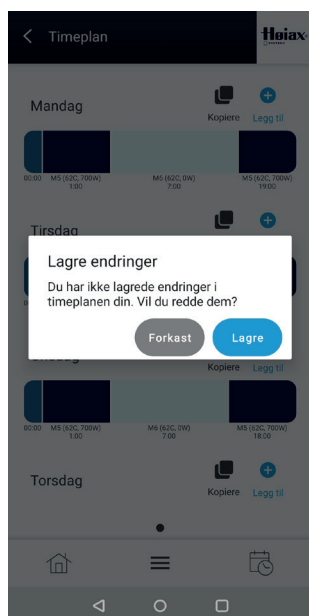 Timeplan
Høiax
Mandag
Kopiere
Legg til
00:00
M5 (62C, 700W)
1:00
M6 (62C, 0W)
7:00
M5 (62C, 700W)
19:00
Tirsdag
Lagre endringer
Du har ikke lagrede endringer i
timeplanen din. Vil du redde dem?
Forkast
Lagre
Kopiere
Legg til
00:00
M5 (62C, 700W)
1:00
M6 (62C, 0W)
7:00
M5 (62C, 700W)
18:00
Torsdag
Kopiere
Legg til